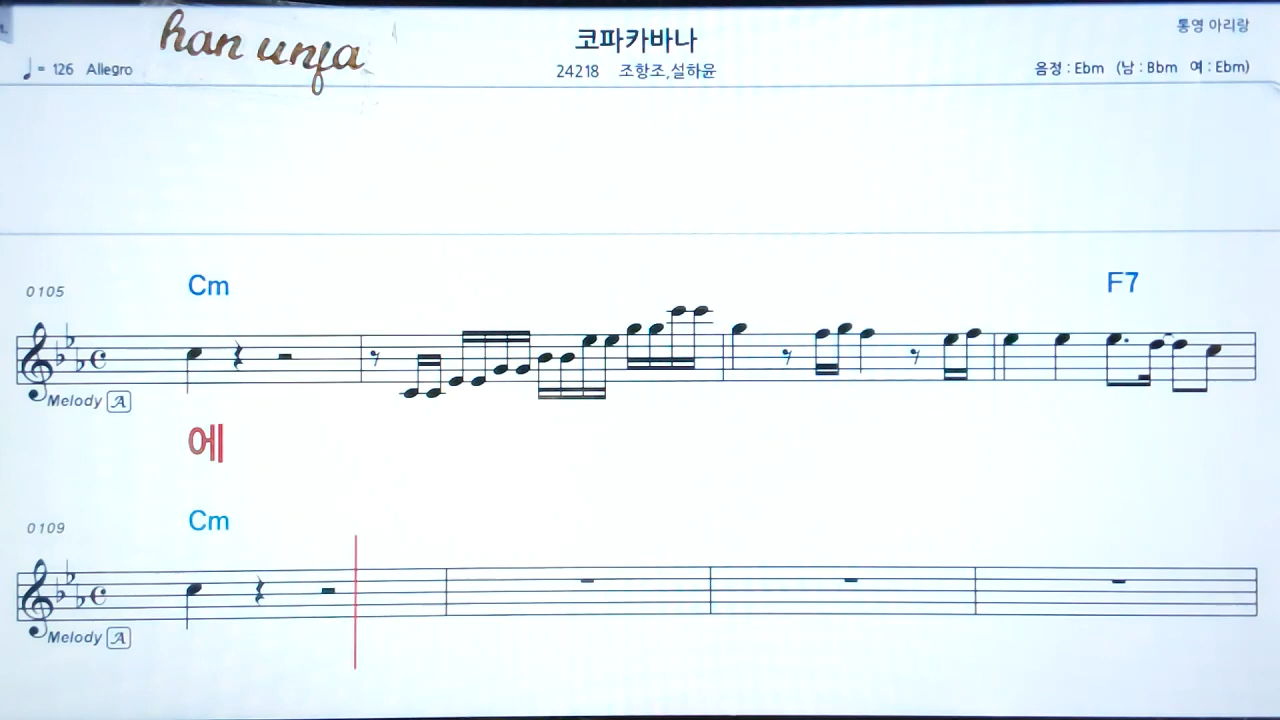 han unja
코파카바나
통영 아리랑
♩= 126 Allegro
24218 조항조,설하윤
음정 : Ebm (남 : Bbm 여 : Ebm)
0105
Cm
F7
Melody A
에
0109
Cm
Melody A